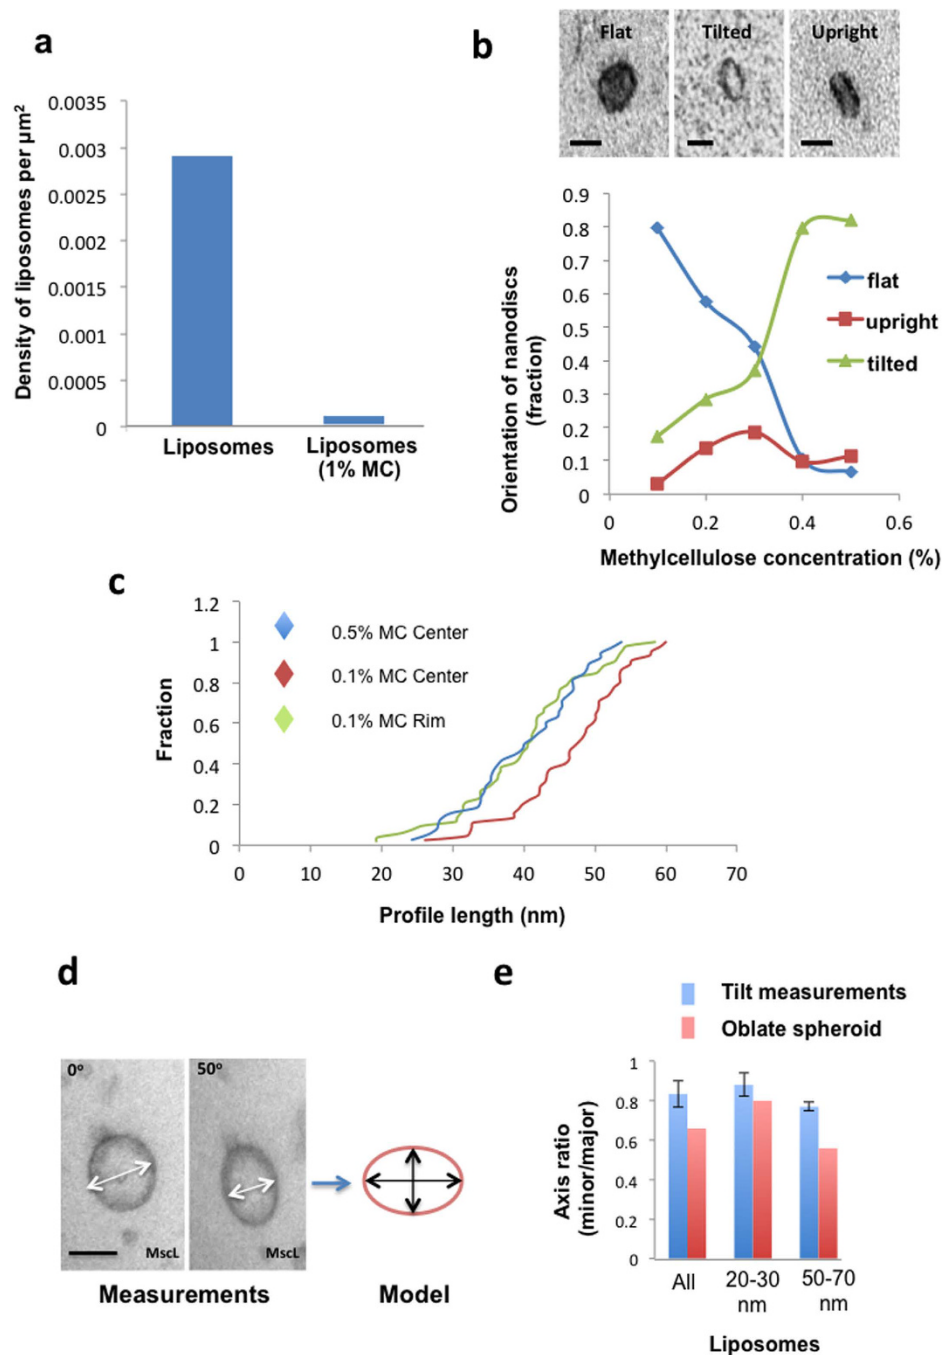 a
Density of liposomes per µm²
0.0035
0.003
0.0025
0.002
0.0015
0.001
0.0005
0
Liposomes
Liposomes
(1% MC)
b
Flat
Tilted
Upright
Orientation of nanodiscs
(fraction)
0.9
0.8
0.7
0.6
0.5
0.4
0.3
0.2
0.1
0
0
0.2
0.4
0.6
flat
upright
tilted
Methylcellulose concentration (%)
c
Fraction
1.2
1
0.8
0.6
0.4
0.2
0
0.5% MC Center
0.1% MC Center
0.1% MC Rim
0
10
20
30
40
50
60
70
Profile length (nm)
d
0º
50º
MscL
MscL
Measurements
Model
e
Tilt measurements
Oblate spheroid
Axis ratio
(minor/major)
1
0.8
0.6
0.4
0.2
0
All
20-30
nm
50-70
nm
Liposomes